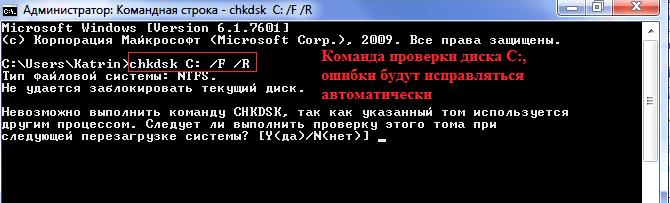 Администратор: Командная строка - chkdsk C: /F /R
Microsoft Windows [Version 6.1.7601]
(c) Корпорация Майкрософт (Microsoft Corp.), 2009. Все права защищены.
C:\Users\Katrin>chkdsk C: /F /R
Тип файловой системы: NTFS.
Не удается заблокировать текущий диск.
Команда проверки диска C:,
ошибки будут исправляться
автоматически
Невозможно выполнить команду CHKDSK, так как указанный том используется
другим процессом. Следует ли выполнить проверку этого тома при
следующей перезагрузке системы? [Y(да)/N(нет)]